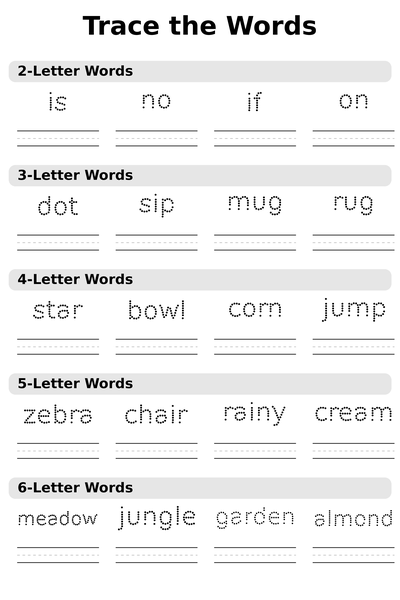 Trace the Words
2-Letter Words
is no if on
3-Letter Words
dot sip mug rug
4-Letter Words
star bowl corn jump
5-Letter Words
zebra chair rainy cream
6-Letter Words
meadow jungle garden almond